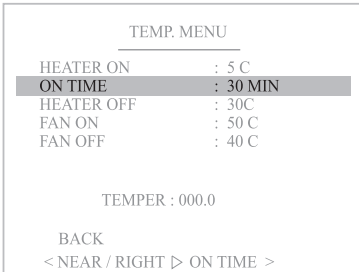 TEMP. MENU
HEATER ON : 5 C
ON TIME : 30 MIN
HEATER OFF : 30C
FAN ON : 50 C
FAN OFF : 40 C
TEMPER : 000.0
BACK
< NEAR / RIGHT ▷ ON TIME >